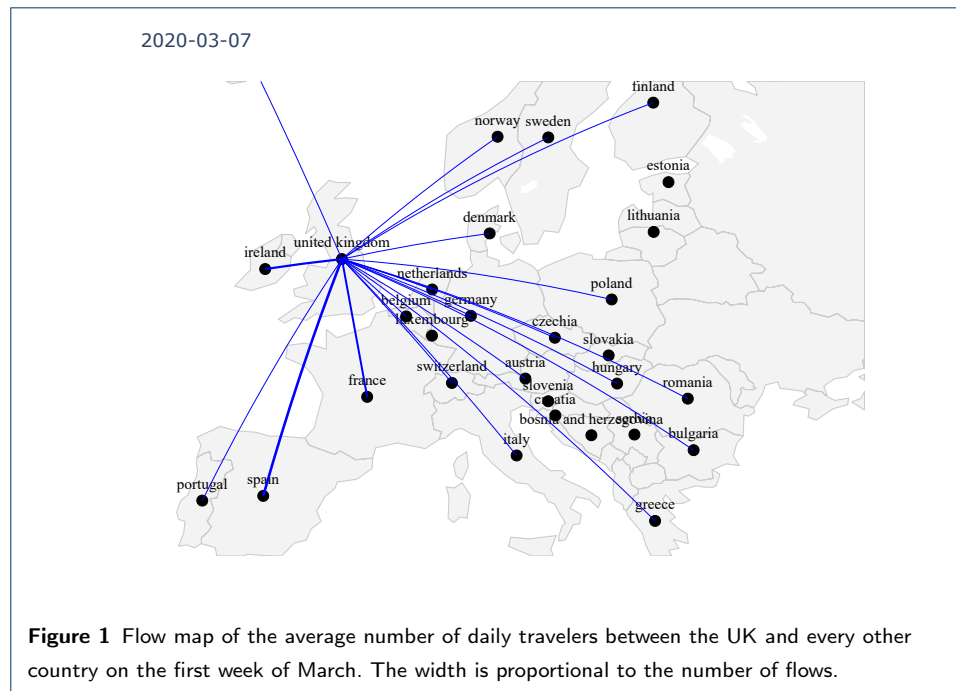 2020-03-07
finland
norway
sweden
estonia
denmark
lithuania
united kingdom
ireland
netherlands
poland
belgium
germany
luxembourg
czechia
slovakia
switzerland
austria
hungary
france
slovenia
romania
croatia
bosnia and herzegovina
serbia
bulgaria
italy
portugal
spain
greece
Figure 1 Flow map of the average number of daily travelers between the UK and every other
country on the first week of March. The width is proportional to the number of flows.